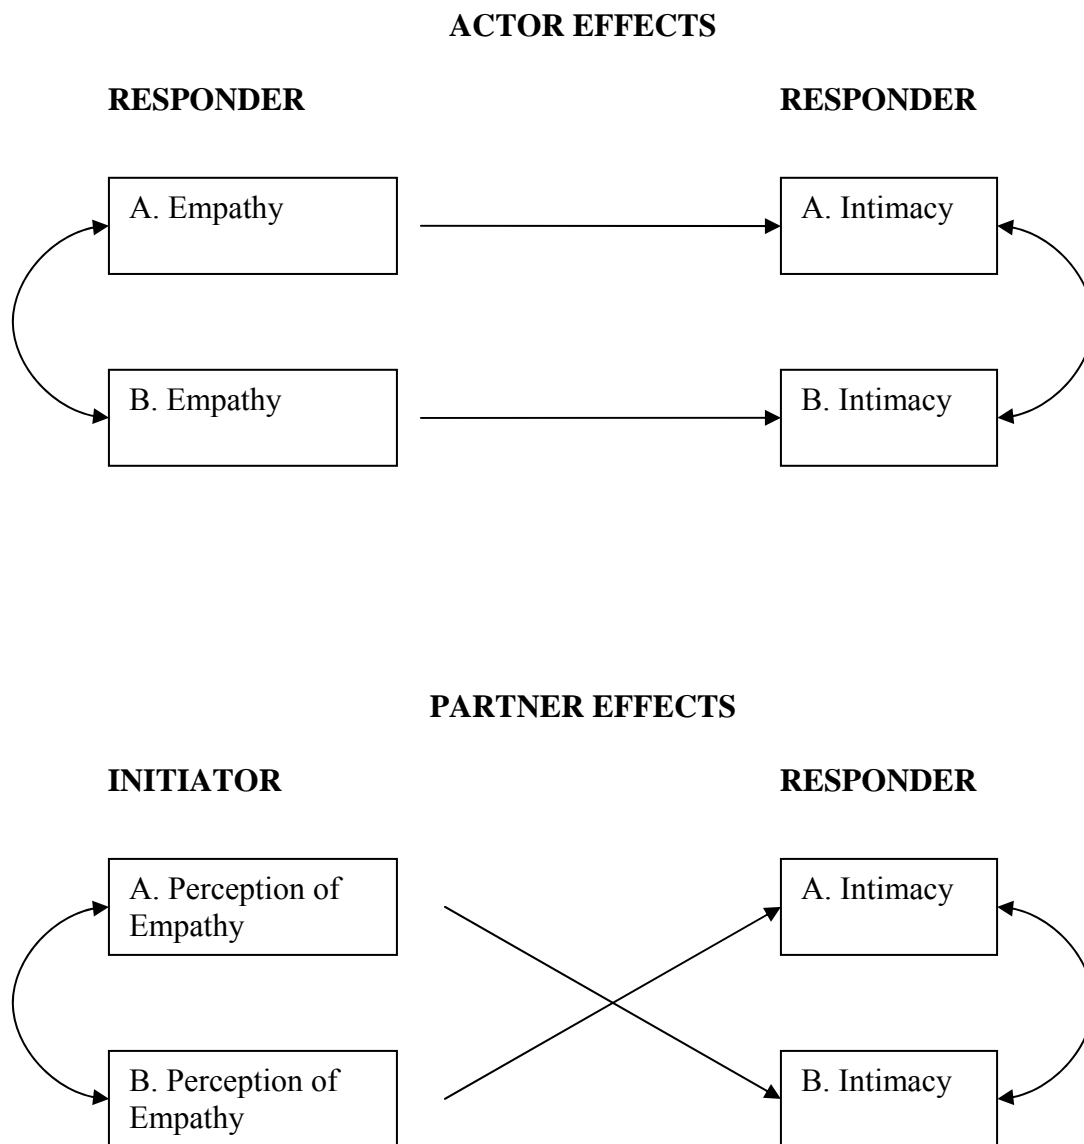 ACTOR EFFECTS
RESPONDER RESPONDER
A. Empathy A. Intimacy
B. Empathy B. Intimacy
PARTNER EFFECTS
INITIATOR RESPONDER
A. Perception of A. Intimacy
Empathy
B. Perception of B. Intimacy
Empathy